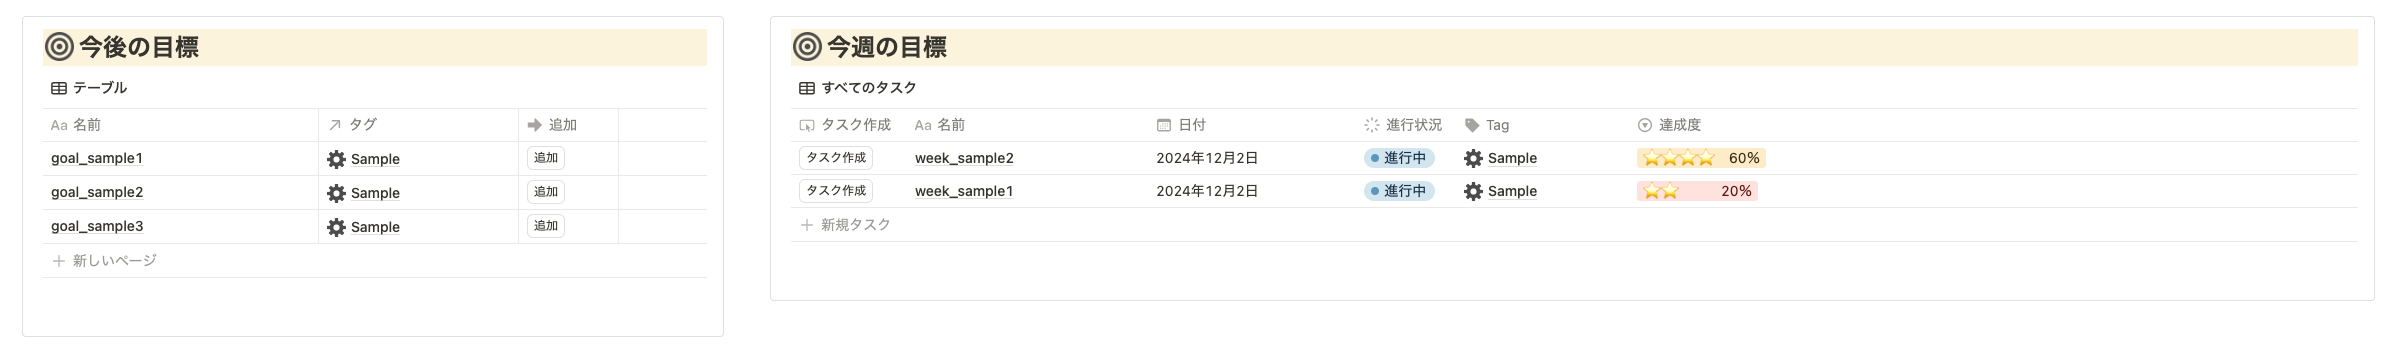 今後の目標
テーブル
Aa 名前 タグ 追加
goal_sample1 Sample 追加
goal_sample2 Sample 追加
goal_sample3 Sample 追加
+ 新しいページ
今週の目標
すべてのタスク
タスク作成 Aa 名前 日付 進行状況 Tag 達成度
タスク作成 week_sample2 2024年12月2日 進行中 Sample ⭐⭐⭐⭐ 60%
タスク作成 week_sample1 2024年12月2日 進行中 Sample ⭐⭐ 20%
+ 新規タスク